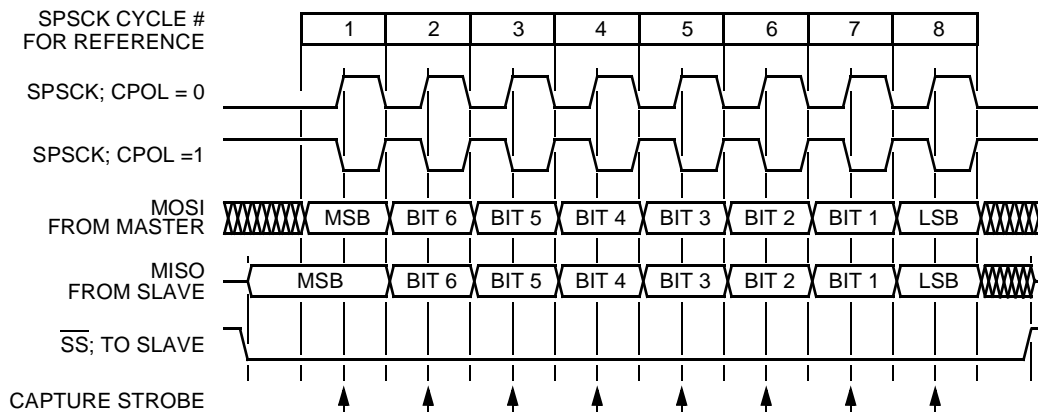 SPSCK CYCLE #
FOR REFERENCE
1 2 3 4 5 6 7 8
SPSCK; CPOL = 0
SPSCK; CPOL =1
MOSI
FROM MASTER
MSB BIT 6 BIT 5 BIT 4 BIT 3 BIT 2 BIT 1 LSB
MISO
FROM SLAVE
MSB BIT 6 BIT 5 BIT 4 BIT 3 BIT 2 BIT 1 LSB
SS; TO SLAVE
CAPTURE STROBE